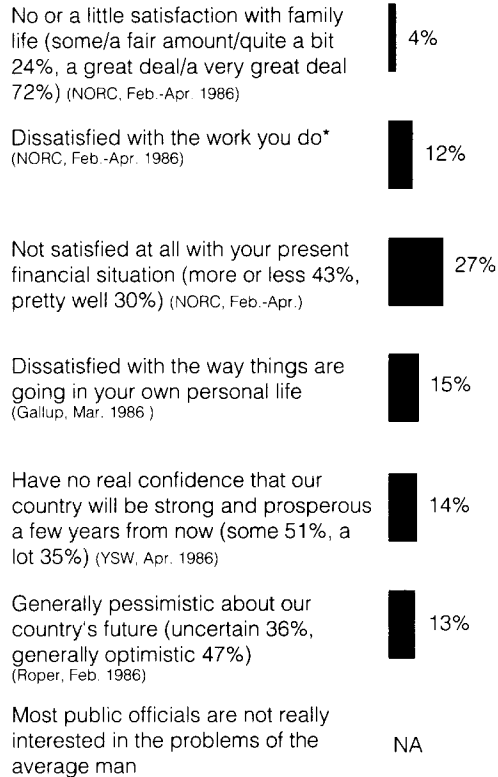 No or a little satisfaction with family
life (some/a fair amount/quite a bit
24%, a great deal/a very great deal
72%) (NORC, Feb.-Apr. 1986)
4%
Dissatisfied with the work you do*
(NORC, Feb.-Apr. 1986)
12%
Not satisfied at all with your present
financial situation (more or less 43%,
pretty well 30%) (NORC, Feb.-Apr.)
27%
Dissatisfied with the way things are
going in your own personal life
(Gallup, Mar. 1986 )
15%
Have no real confidence that our
country will be strong and prosperous
a few years from now (some 51%, a
lot 35%) (YSW, Apr. 1986)
14%
Generally pessimistic about our
country's future (uncertain 36%,
generally optimistic 47%)
(Roper, Feb. 1986)
13%
Most public officials are not really
interested in the problems of the
average man
NA